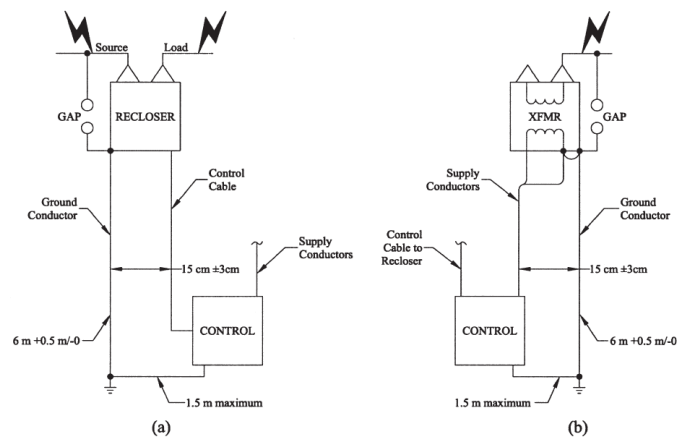 Source
Load
GAP
RECLOSER
Control
Cable
Ground
Conductor
Supply
Conductors
15 cm ±3cm
CONTROL
6 m +0.5 m/-0
1.5 m maximum
(a)
XFMR
GAP
Supply
Conductors
Ground
Conductor
Control
Cable to
Recloser
15 cm ±3cm
CONTROL
6 m +0.5 m/-0
1.5 m maximum
(b)